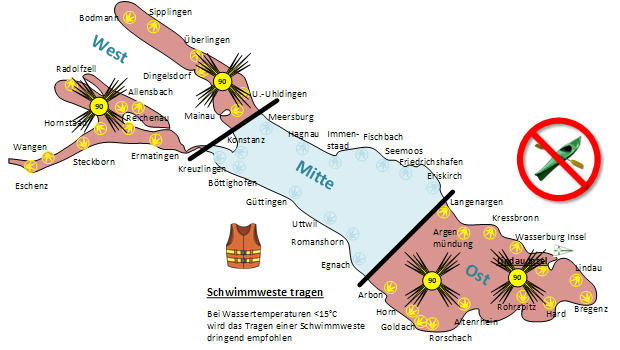 Sipplingen
Bodmann
Überlingen
West
Radolfzell
Dingelsdorf
90
Allensbach
90
U.-Uhldingen
Mainau
Meersburg
Reichenau
Konstanz
Hagnau
Immen-
staad
Fischbach
Wangen
Ermatingen
Seemoos
Steckborn
Kreuzlingen
Friedrichshafen
Eschenz
Böttighofen
Mitte
Eriskirch
Güttingen
Langenargen
Kressbronn
Uttwil
Argen
mündung
Wasserburg Insel
Romanshorn
Lindau Insel
Egnach
Ost
Lindau
90
90
Schwimmweste tragen
Arbon
Rohrspitz
Bregenz
Horn
Hard
Bei Wassertemperaturen <15°C
Goldach
Altenrhein
wird das Tragen einer Schwimmweste
Rorschach
dringend empfohlen